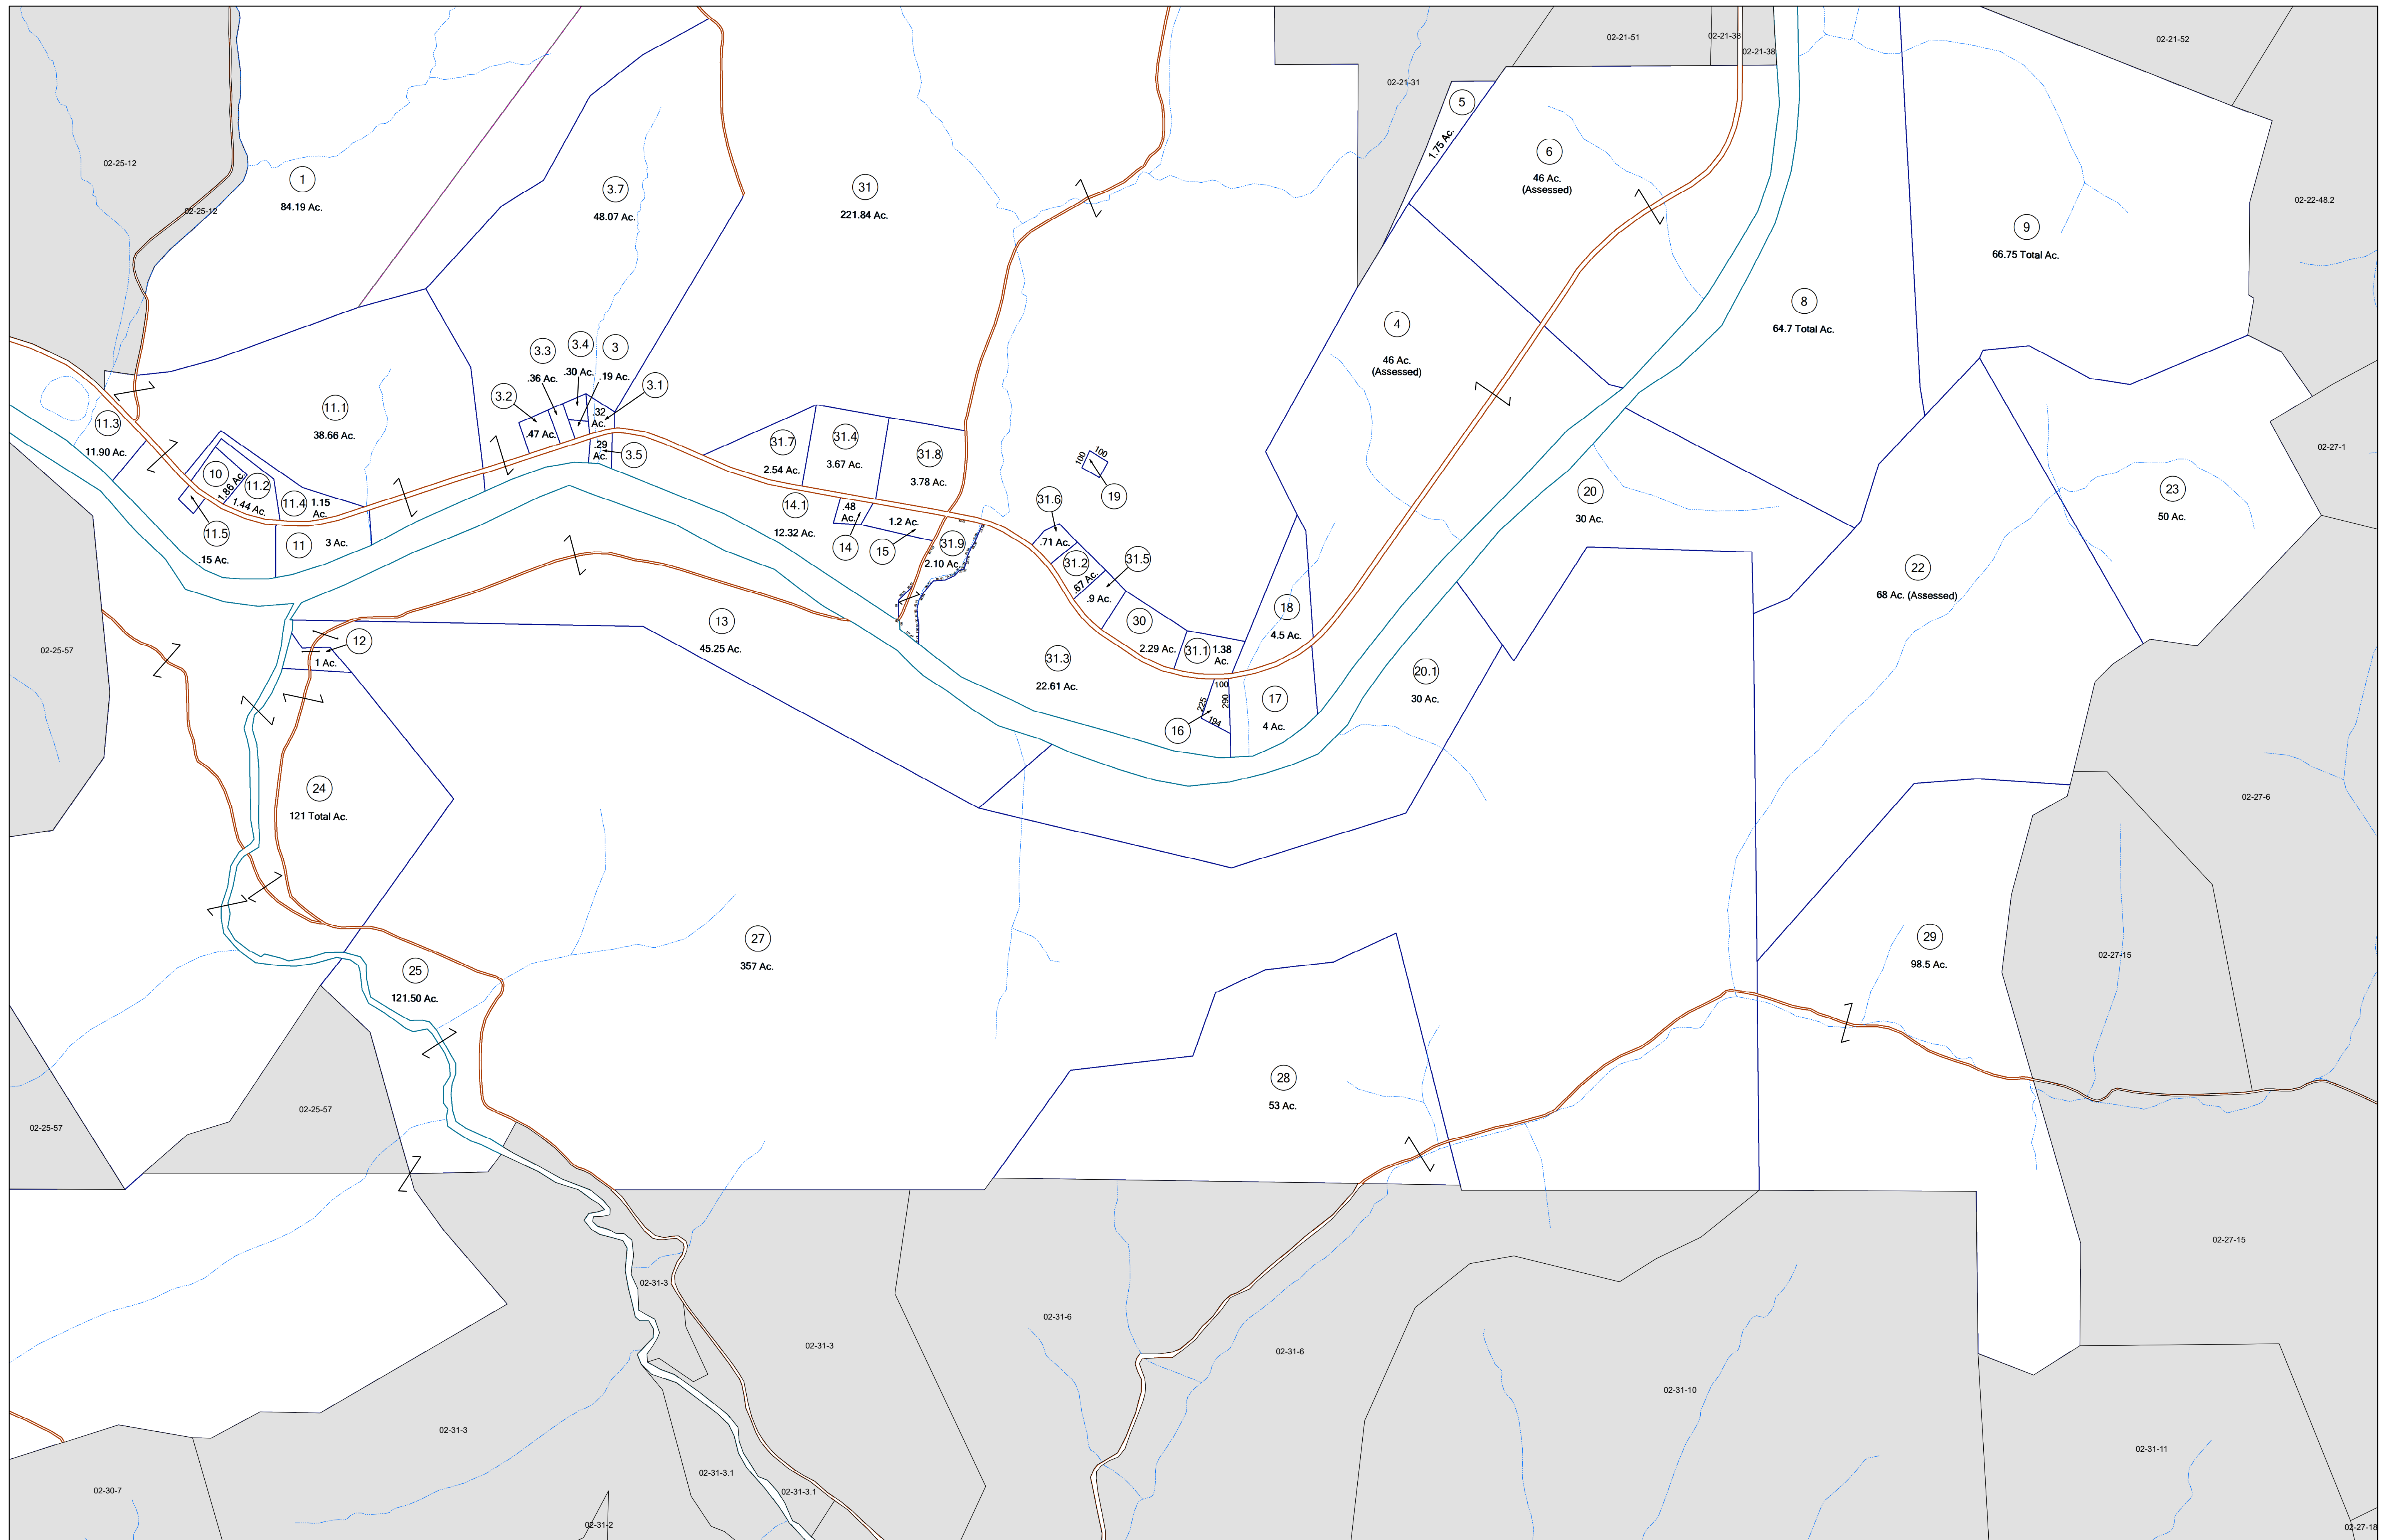 02-21-51
02-21-38
02-21-38
02-21-52
02-21-31
5
1.75 Ac.
6
46 Ac.
(Assessed)
02-25-12
02-25-12
1
84.19 Ac.
3.7
48.07 Ac.
31
221.84 Ac.
02-22-48.2
9
66.75 Total Ac.
8
64.7 Total Ac.
4
46 Ac.
(Assessed)
3.3
.36 Ac.
3.4
.30 Ac.
3
.19 Ac.
3.1
.32
Ac.
3.2
.47 Ac.
.29
Ac.
3.5
11.1
38.66 Ac.
11.3
11.90 Ac.
10
1.86 Ac.
11.2
1.44 Ac.
11.4
1.15
Ac.
11.5
.15 Ac.
11
3 Ac.
31.7
2.54 Ac.
31.4
3.67 Ac.
31.8
3.78 Ac.
100
100
19
02-27-1
14.1
12.32 Ac.
.48
Ac.
14
1.2 Ac.
15
31.9
2.10 Ac.
31.6
.71 Ac.
31.2
.67 Ac.
31.5
.9 Ac.
30
2.29 Ac.
31.1
1.38
Ac.
18
4.5 Ac.
20
30 Ac.
23
50 Ac.
22
68 Ac. (Assessed)
02-25-57
12
1 Ac.
13
45.25 Ac.
31.3
22.61 Ac.
100
225
290
194
16
17
4 Ac.
20.1
30 Ac.
24
121 Total Ac.
02-27-6
27
357 Ac.
25
121.50 Ac.
29
98.5 Ac.
02-27-15
28
53 Ac.
02-25-57
02-25-57
02-27-15
02-31-3
02-31-3
02-31-6
02-31-6
02-31-10
02-31-3
02-31-11
02-31-3.1
02-31-3.1
02-30-7
02-31-2
02-27-18